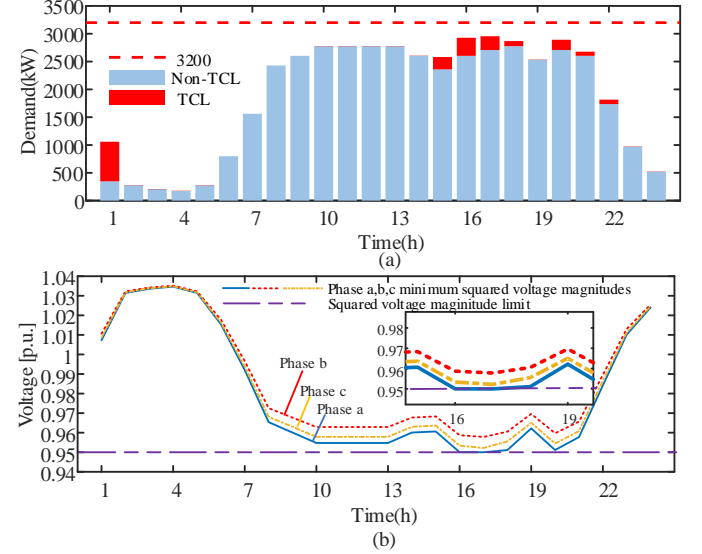 3500
3000
2500
2000
1500
1000
500
0
Demand(kW)
3200
Non-TCL
TCL
1 4 7 10 13 16 19 22
Time(h)
(a)
1.04
1.03
1.02
1.01
1
0.99
0.98
0.97
0.96
0.95
0.94
Voltage [p.u.]
Phase a,b,c minimum squared voltage magnitudes
Squared voltage maginitude limit
0.98
0.97
0.96
0.95
16 19
Phase b
Phase c
Phase a
1 4 7 10 13 16 19 22
Time(h)
(b)